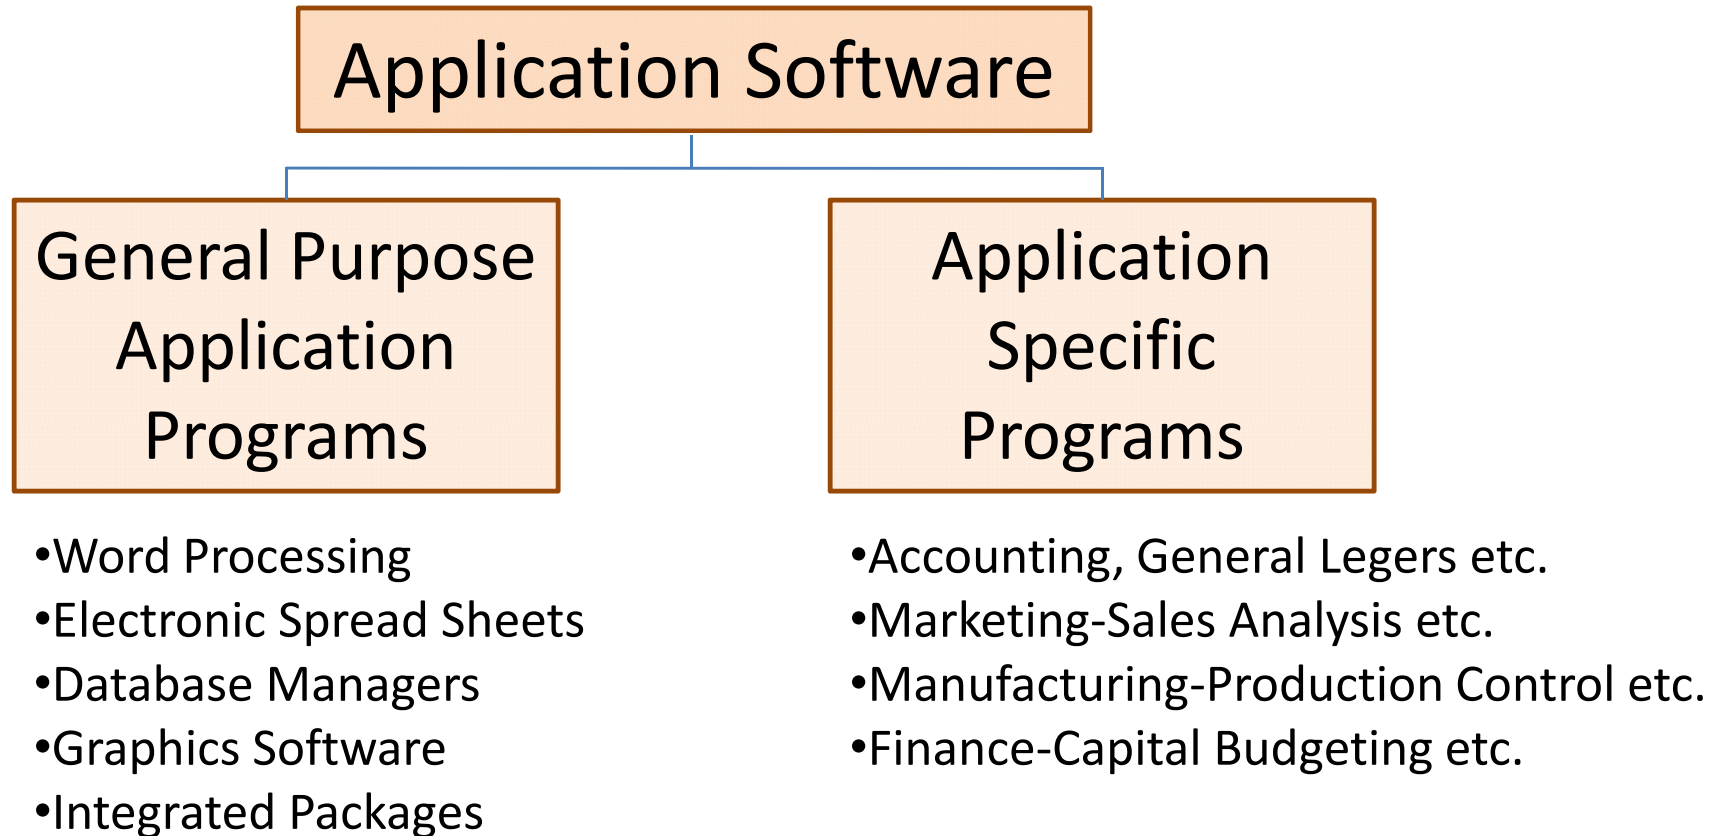 Application Software
General Purpose
Application
Programs
•Word Processing
•Electronic Spread Sheets
•Database Managers
•Graphics Software
•Integrated Packages
Application
Specific
Programs
•Accounting, General Legers etc.
•Marketing-Sales Analysis etc.
•Manufacturing-Production Control etc.
•Finance-Capital Budgeting etc.